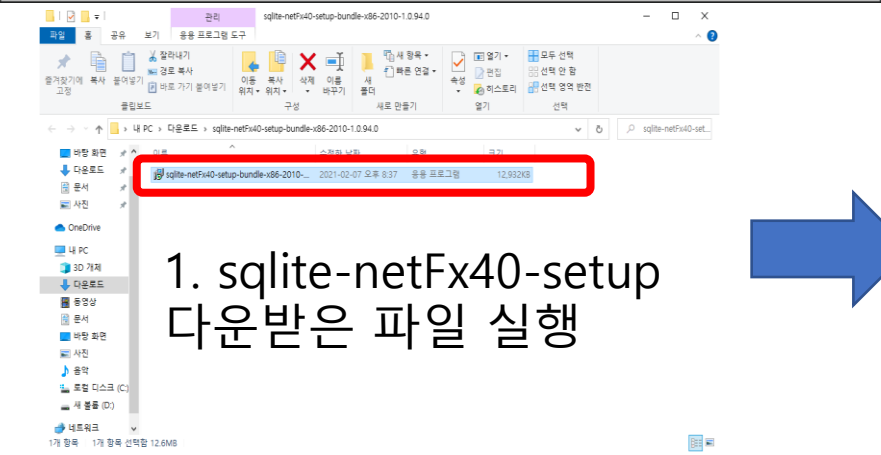 관리
sqlite-netFx40-setup-bundle-x86-2010-1.0.94.0
파일
홈
공유
보기
응용 프로그램 도구
즐겨찾기에 고정
복사
붙여넣기
잘라내기
경로 복사
바로 가기 붙여넣기
클립보드
이동 위치
복사 위치
삭제
이름 바꾸기
구성
새 폴더
새 항목
빠른 연결
새로 만들기
속성
열기
편집
히스토리
열기
모두 선택
선택 안 함
선택 영역 반전
선택
내 PC > 다운로드 > sqlite-netFx40-setup-bundle-x86-2010-1.0.94.0
sqlite-netFx40-set...
이름
수정한 날짜
유형
크기
sqlite-netFx40-setup-bundle-x86-2010-... 2021-02-07 오후 8:37 응용 프로그램 12,932KB
바탕 화면
다운로드
문서
사진
OneDrive
내 PC
3D 개체
다운로드
동영상
문서
바탕 화면
사진
음악
로컬 디스크 (C:)
새 볼륨 (D:)
네트워크
1. sqlite-netFx40-setup
다운받은 파일 실행
1개 항목 1개 항목 선택함 12.6MB